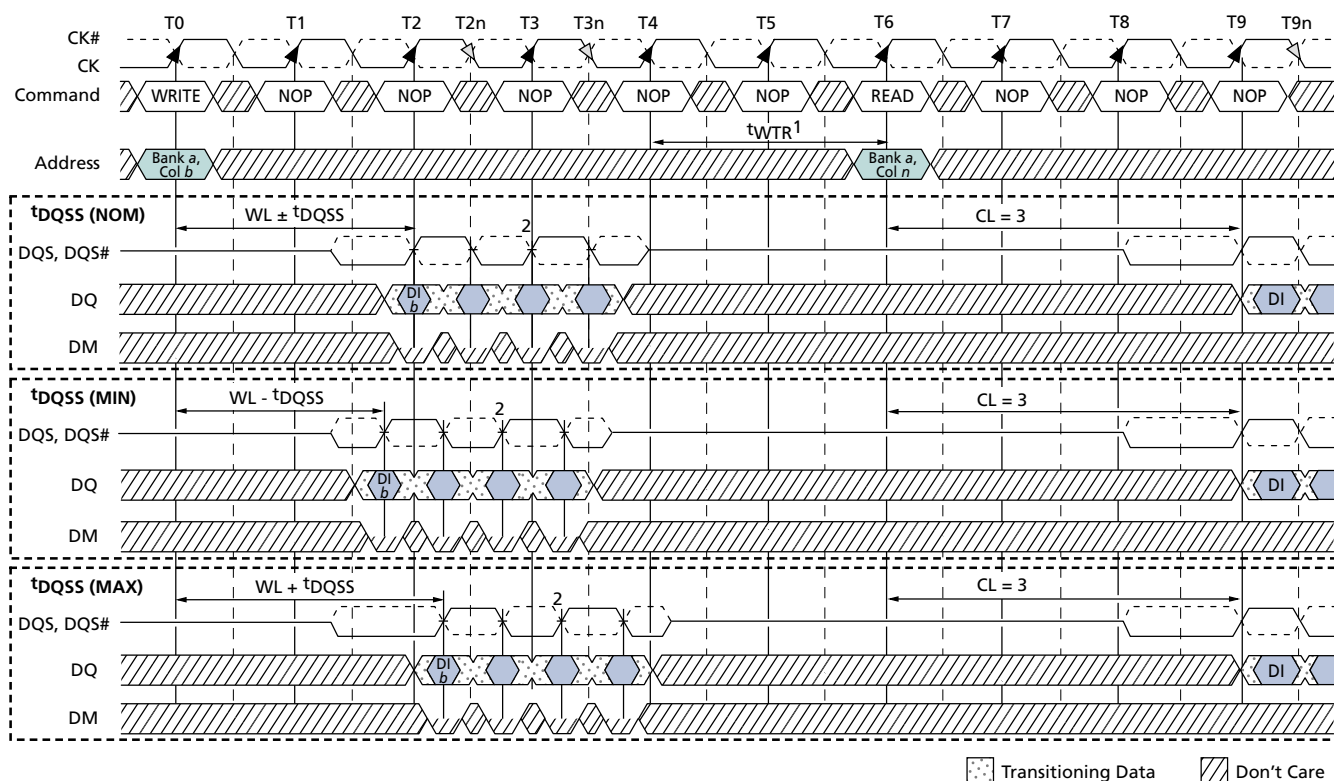 T0 T1 T2 T2n T3 T3n T4 T5 T6 T7 T8 T9 T9n
CK#
CK
Command WRITE NOP NOP NOP NOP NOP READ NOP NOP NOP
tWTR1
Address Bank a, Col b Bank a, Col n
tDQSS (NOM) WL ± tDQSS CL = 3
2
DQS, DQS#
DQ DI b DI
DM
tDQSS (MIN) WL - tDQSS CL = 3
2
DQS, DQS#
DQ DI b DI
DM
tDQSS (MAX) WL + tDQSS CL = 3
2
DQS, DQS#
DQ DI b DI
DM
Transitioning Data Don't Care